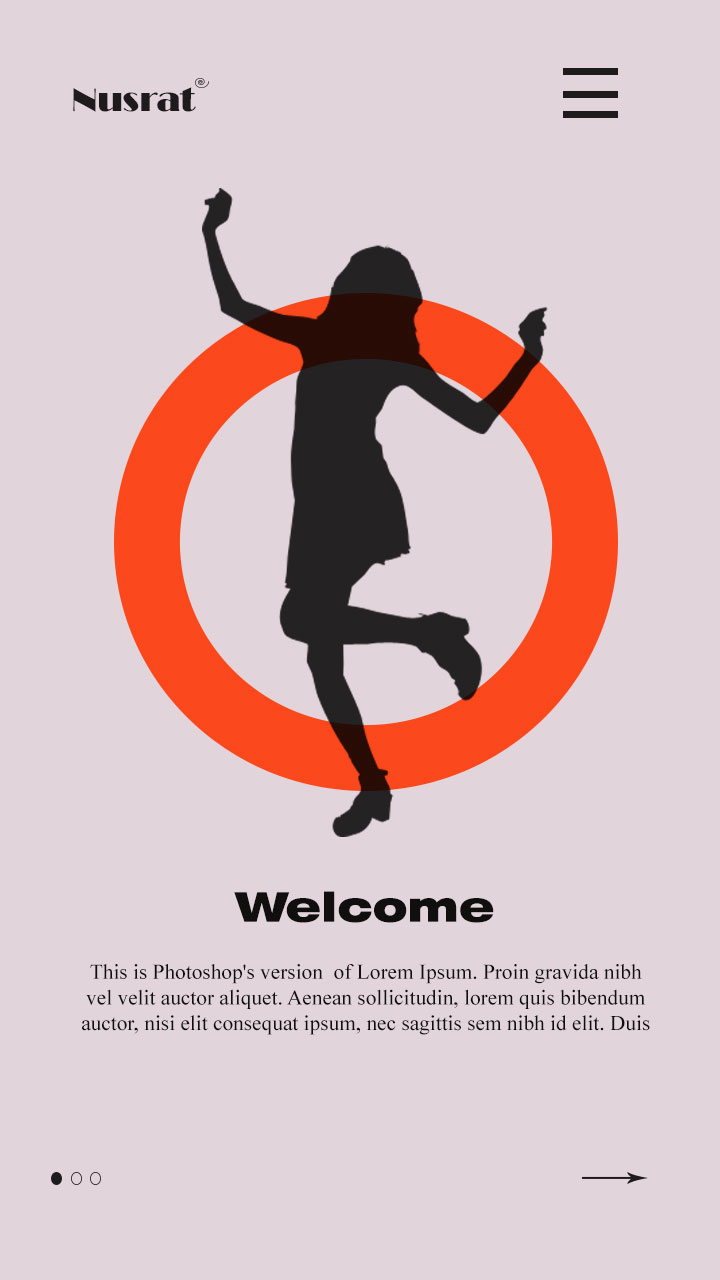 Nusrat
Welcome
This is Photoshop's version  of Lorem Ipsum. Proin gravida nibh
vel velit auctor aliquet. Aenean sollicitudin, lorem quis bibendum
auctor, nisi elit consequat ipsum, nec sagittis sem nibh id elit. Duis